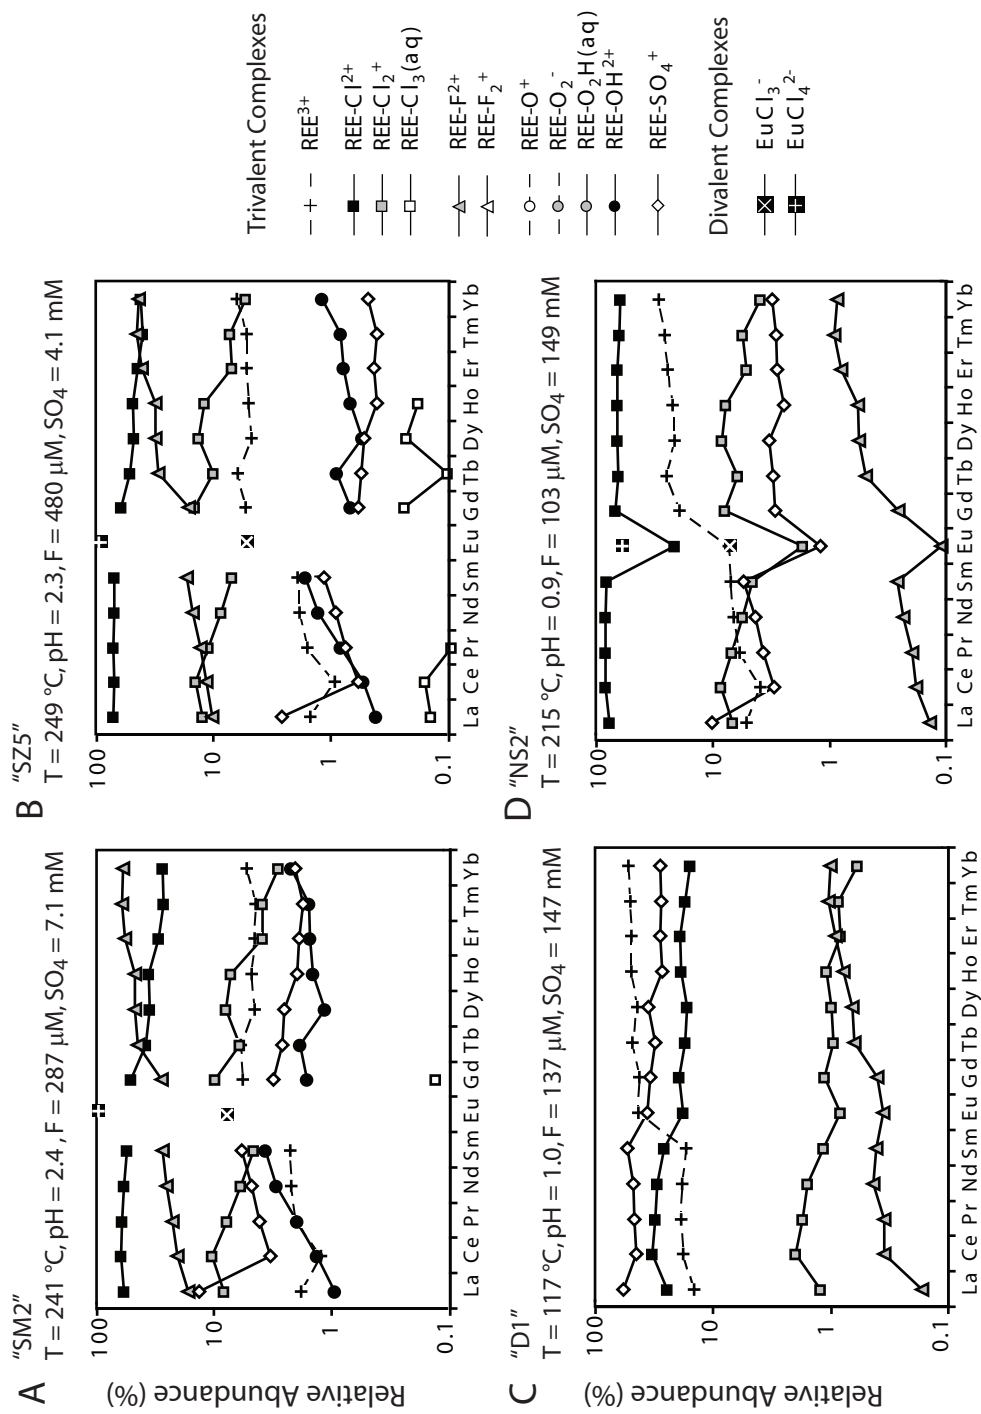 A "SM2"
T = 241 °C, pH = 2.4, F = 287 μM, SO4 = 7.1 mM
Relative Abundance (%)
100
10
1
0.1
La Ce Pr Nd Sm Eu Gd Tb Dy Ho Er Tm Yb
B "SZ5"
T = 249 °C, pH = 2.3, F = 480 μM, SO4 = 4.1 mM
100
10
1
0.1
La Ce Pr Nd Sm Eu Gd Tb Dy Ho Er Tm Yb
C "D1"
T = 117 °C, pH = 1.0, F = 137 μM, SO4 = 147 mM
Relative Abundance (%)
100
10
1
0.1
La Ce Pr Nd Sm Eu Gd Tb Dy Ho Er Tm Yb
D "NS2"
T = 215 °C, pH = 0.9, F = 103 μM, SO4 = 149 mM
100
10
1
0.1
La Ce Pr Nd Sm Eu Gd Tb Dy Ho Er Tm Yb
Trivalent Complexes
REE3+
REE-Cl2+
REE-Cl2+
REE-Cl3(aq)
REE-F2+
REE-F2+
REE-O+
REE-O2-
REE-O2H(aq)
REE-OH2+
REE-SO4+
Divalent Complexes
EuCl3-
EuCl42-